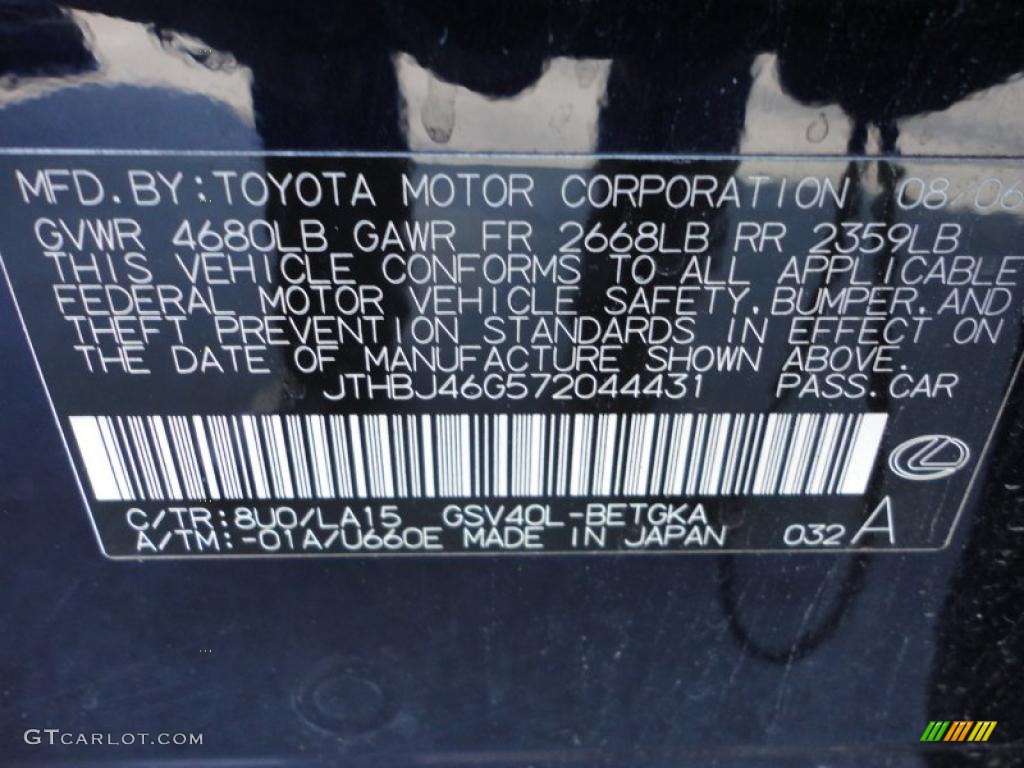 MFD.BY:TOYOTA MOTOR CORPORATION 08/06
GVWR 4680LB GAWR FR 2668LB RR 2359LB
THIS VEHICLE CONFORMS TO ALL APPLICABLE
FEDERAL MOTOR VEHICLE SAFETY,BUMPER,AND
THEFT PREVENTION STANDARDS IN EFFECT ON
THE DATE OF MANUFACTURE SHOWN ABOVE.
JTHBJ46G572044431 PASS.CAR
C/TR:8U0/LA15 GSV40L-BETGKA
A/TM:-01A/U660E MADE IN JAPAN 032 A
GTCARLOT.COM